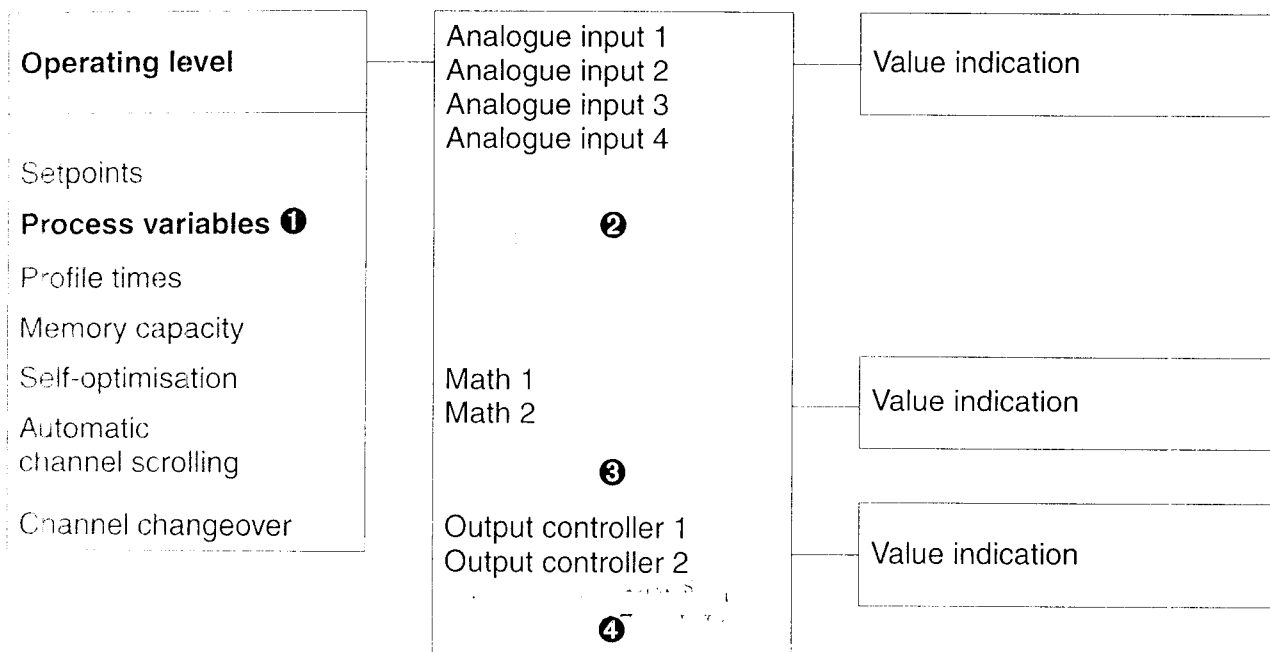 Operating level
Setpoints
Process variables ❶
Profile times
Memory capacity
Self-optimisation
Automatic
channel scrolling
Channel changeover
Analogue input 1
Analogue input 2
Analogue input 3
Analogue input 4
❷
Math 1
Math 2
❸
Output controller 1
Output controller 2
❹
Value indication
Value indication
Value indication